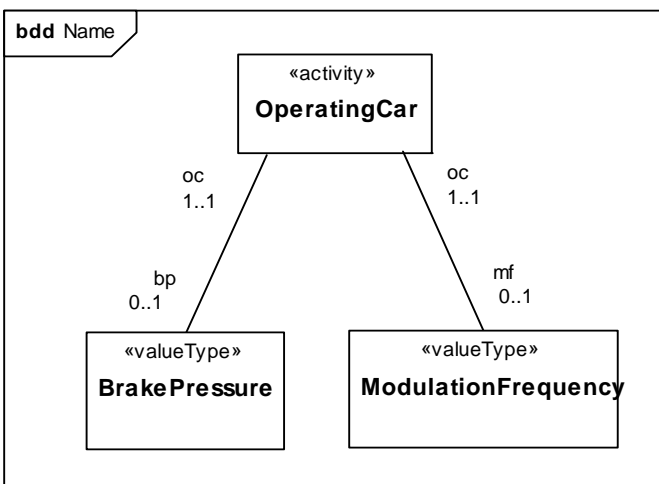 bdd Name
«activity»
OperatingCar
oc
1..1
oc
1..1
bp
0..1
mf
0..1
«valueType»
BrakePressure
«valueType»
ModulationFrequency